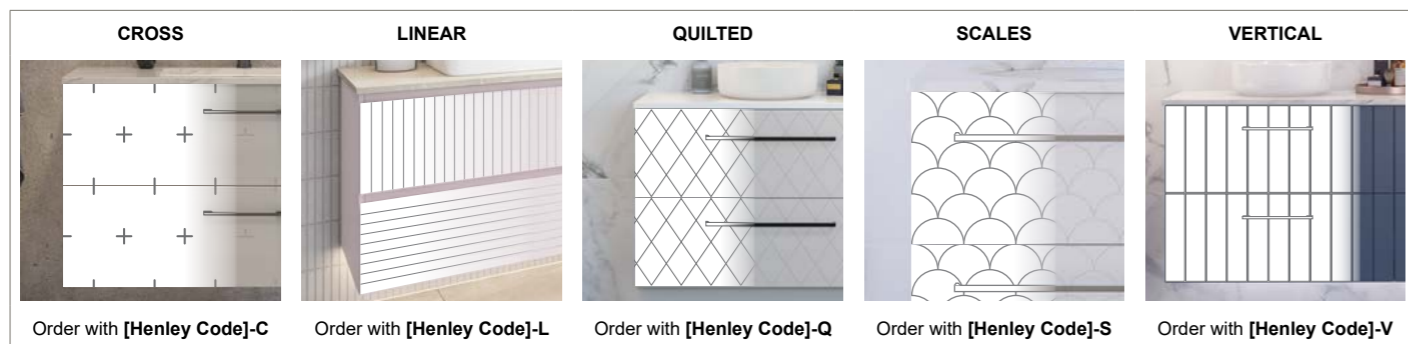 CROSS
LINEAR
QUILTED
SCALES
VERTICAL
Order with [Henley Code]-C
Order with [Henley Code]-L
Order with [Henley Code]-Q
Order with [Henley Code]-S
Order with [Henley Code]-V